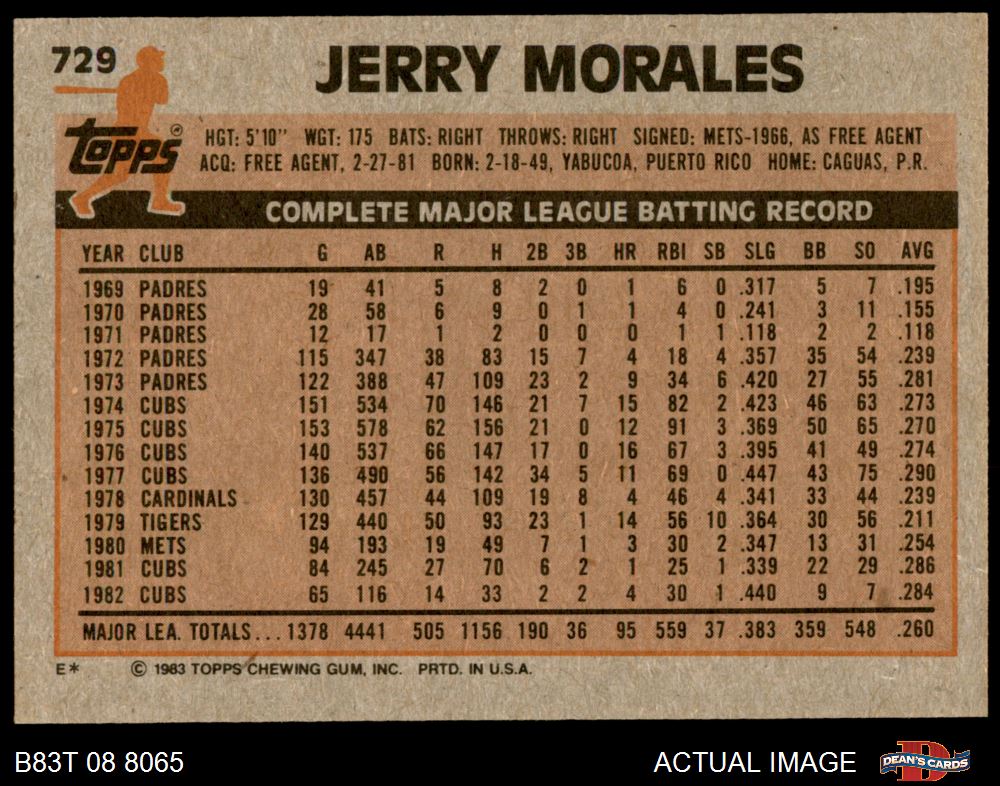 729 JERRY MORALES
Topps
HGT: 5'10" WGT: 175 BATS: RIGHT THROWS: RIGHT SIGNED: METS-1966, AS FREE AGENT
ACQ: FREE AGENT, 2-27-81 BORN: 2-18-49, YABUCOA, PUERTO RICO HOME: CAGUAS, P.R.
COMPLETE MAJOR LEAGUE BATTING RECORD
YEAR CLUB G AB R H 2B 3B HR RBI SB SLG BB SO AVG
1969 PADRES 19 41 5 8 2 0 1 6 0 .317 5 7 .195
1970 PADRES 28 58 6 9 0 1 1 4 0 .241 3 11 .155
1971 PADRES 12 17 1 2 0 0 0 1 1 .118 2 2 .118
1972 PADRES 115 347 38 83 15 7 4 18 4 .357 35 54 .239
1973 PADRES 122 388 47 109 23 2 9 34 6 .420 27 55 .281
1974 CUBS 151 534 70 146 21 7 15 82 2 .423 46 63 .273
1975 CUBS 153 578 62 156 21 0 12 91 3 .369 50 65 .270
1976 CUBS 140 537 66 147 17 0 16 67 3 .395 41 49 .274
1977 CUBS 136 490 56 142 34 5 11 69 0 .447 43 75 .290
1978 CARDINALS 130 457 44 109 19 8 4 46 4 .341 33 44 .239
1979 TIGERS 129 440 50 93 23 1 14 56 10 .364 30 56 .211
1980 METS 94 193 19 49 7 1 3 30 2 .347 13 31 .254
1981 CUBS 84 245 27 70 6 2 1 25 1 .339 22 29 .286
1982 CUBS 65 116 14 33 2 2 4 30 1 .440 9 7 .284
MAJOR LEA. TOTALS... 1378 4441 505 1156 190 36 95 559 37 .383 359 548 .260
E* © 1983 TOPPS CHEWING GUM, INC. PRTD. IN U.S.A.
B83T 08 8065 ACTUAL IMAGE D DEAN'S CARDS